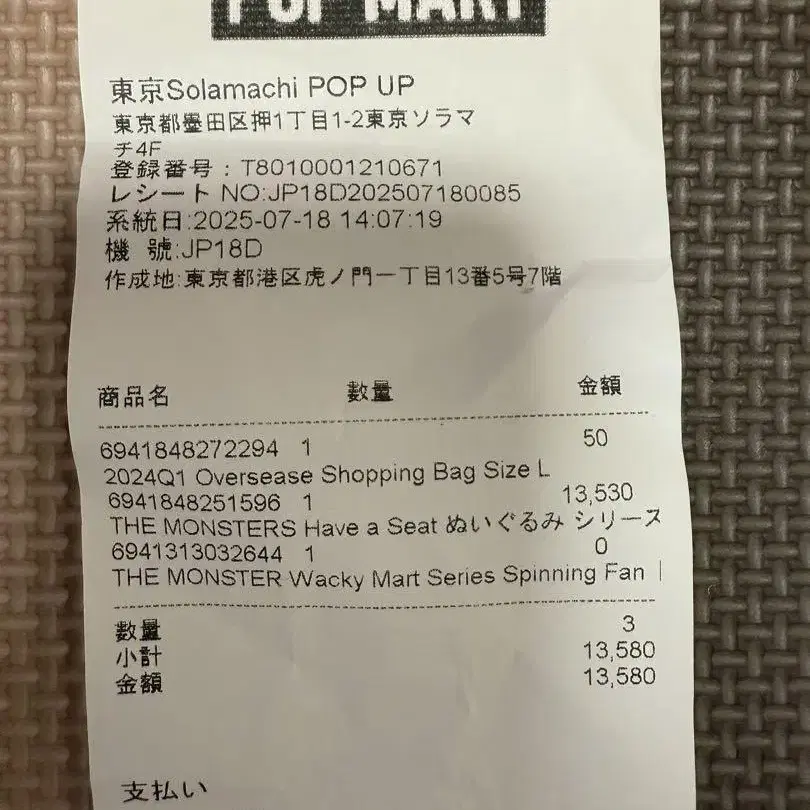 POP MART
東京Solamachi POP UP
東京都墨田区押1丁目1-2東京ソラマ
チ4F
登録番号：T8010001210671
レシート NO:JP18D202507180085
系統日:2025-07-18 14:07:19
機 號:JP18D
作成地:東京都港区虎ノ門一丁目13番5号7階
商品名 数量 金額
6941848272294 1 50
2024Q1 Oversease Shopping Bag Size L
6941848251596 1 13,530
THE MONSTERS Have a Seat ぬいぐるみ シリーズ
6941313032644 1 0
THE MONSTER Wacky Mart Series Spinning Fan
数量 3
小計 13,580
金額 13,580
支払い